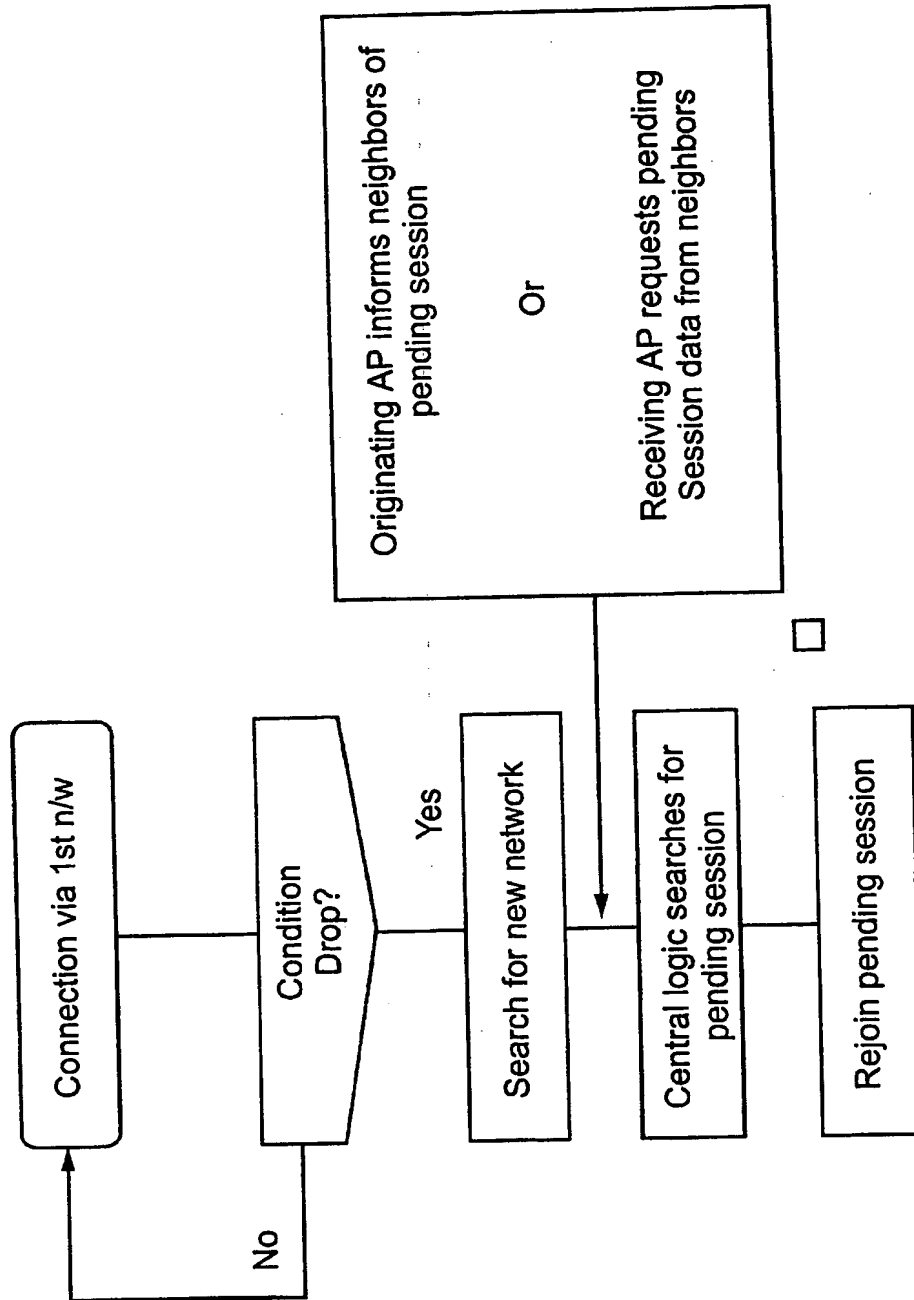 Connection via 1st n/w
Condition
Drop?
No
Yes
Search for new network
Originating AP informs neighbors of
pending session
Or
Receiving AP requests pending
Session data from neighbors
Central logic searches for
pending session
Rejoin pending session